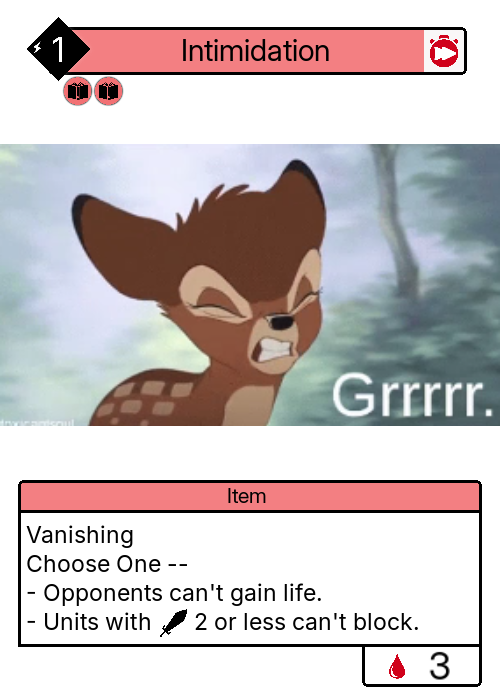 1
Intimidation
Grrrrr.
Item
Vanishing
Choose One --
- Opponents can't gain life.
- Units with 2 or less can't block.
3